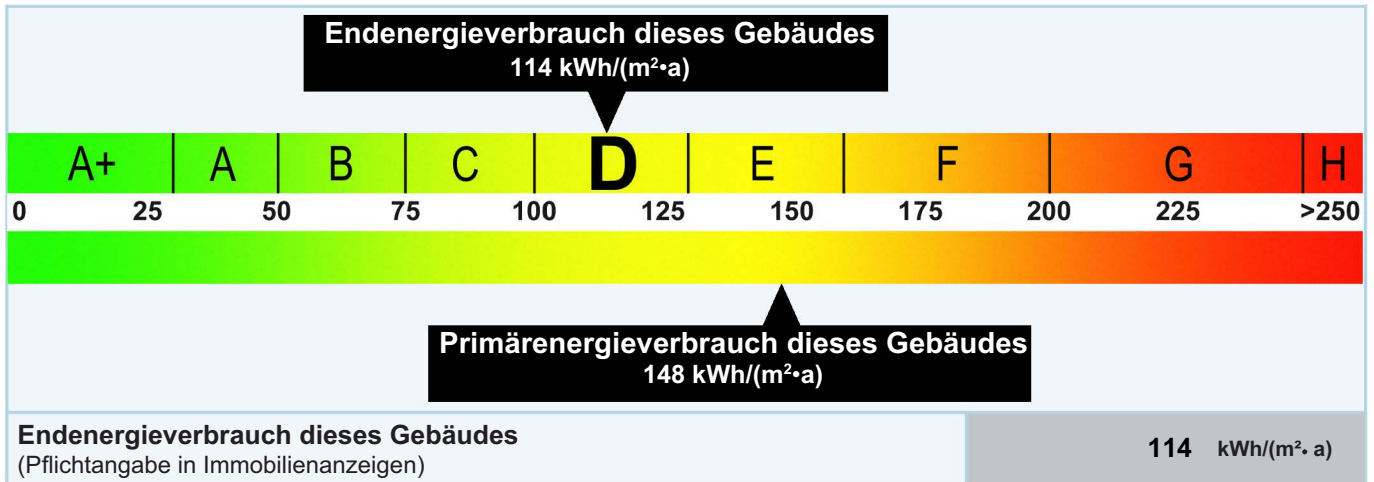 Endenergieverbrauch dieses Gebäudes
114 kWh/(m²•a)
A+ A B C D E F G H
0 25 50 75 100 125 150 175 200 225 >250
Primärenergieverbrauch dieses Gebäudes
148 kWh/(m²•a)
Endenergieverbrauch dieses Gebäudes
(Pflichtangabe in Immobilienanzeigen)
114 kWh/(m²• a)